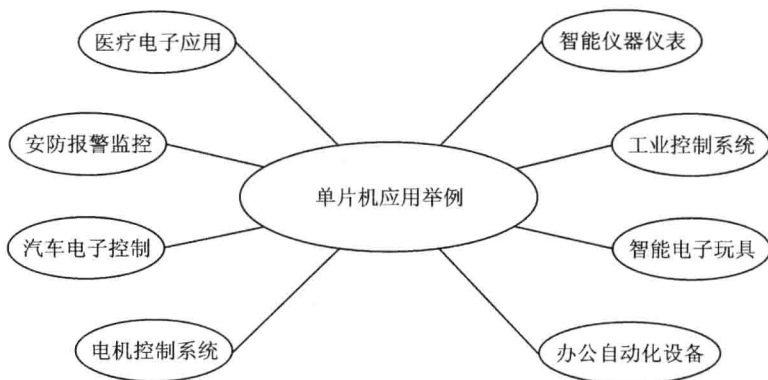 医疗电子应用
智能仪器仪表
安防报警监控
工业控制系统
单片机应用举例
汽车电子控制
智能电子玩具
电机控制系统
办公自动化设备